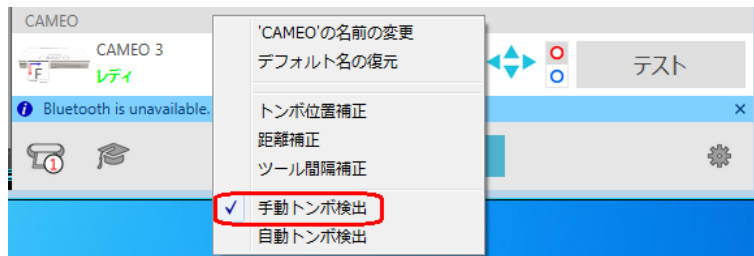 CAMEO
CAMEO 3
レディ
'CAMEO'の名前の変更
デフォルト名の復元
テスト
Bluetooth is unavailable.
トンボ位置補正
距離補正
ツール間隔補正
手動トンボ検出
自動トンボ検出
F
1